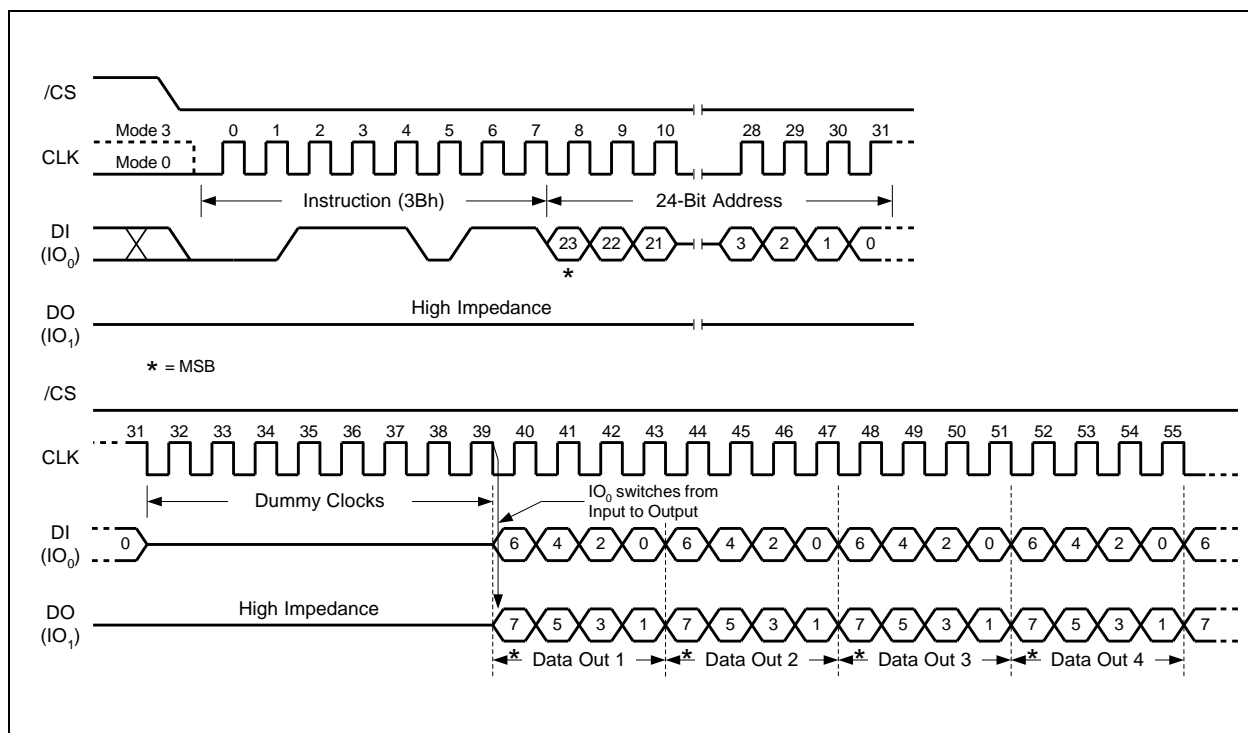 /CS
Mode 3
0 1 2 3 4 5 6 7 8 9 10 28 29 30 31
CLK
Mode 0
Instruction (3Bh)
24-Bit Address
DI
(IO0)
23 22 21 3 2 1 0
*
High Impedance
DO
(IO1)
* = MSB
/CS
31 32 33 34 35 36 37 38 39 40 41 42 43 44 45 46 47 48 49 50 51 52 53 54 55
CLK
Dummy Clocks
IO0 switches from
Input to Output
DI
(IO0)
0 6 4 2 0 6 4 2 0 6 4 2 0 6 4 2 0 6
High Impedance
DO
(IO1)
7 5 3 1 7 5 3 1 7 5 3 1 7 5 3 1 7
* Data Out 1 * Data Out 2 * Data Out 3 * Data Out 4